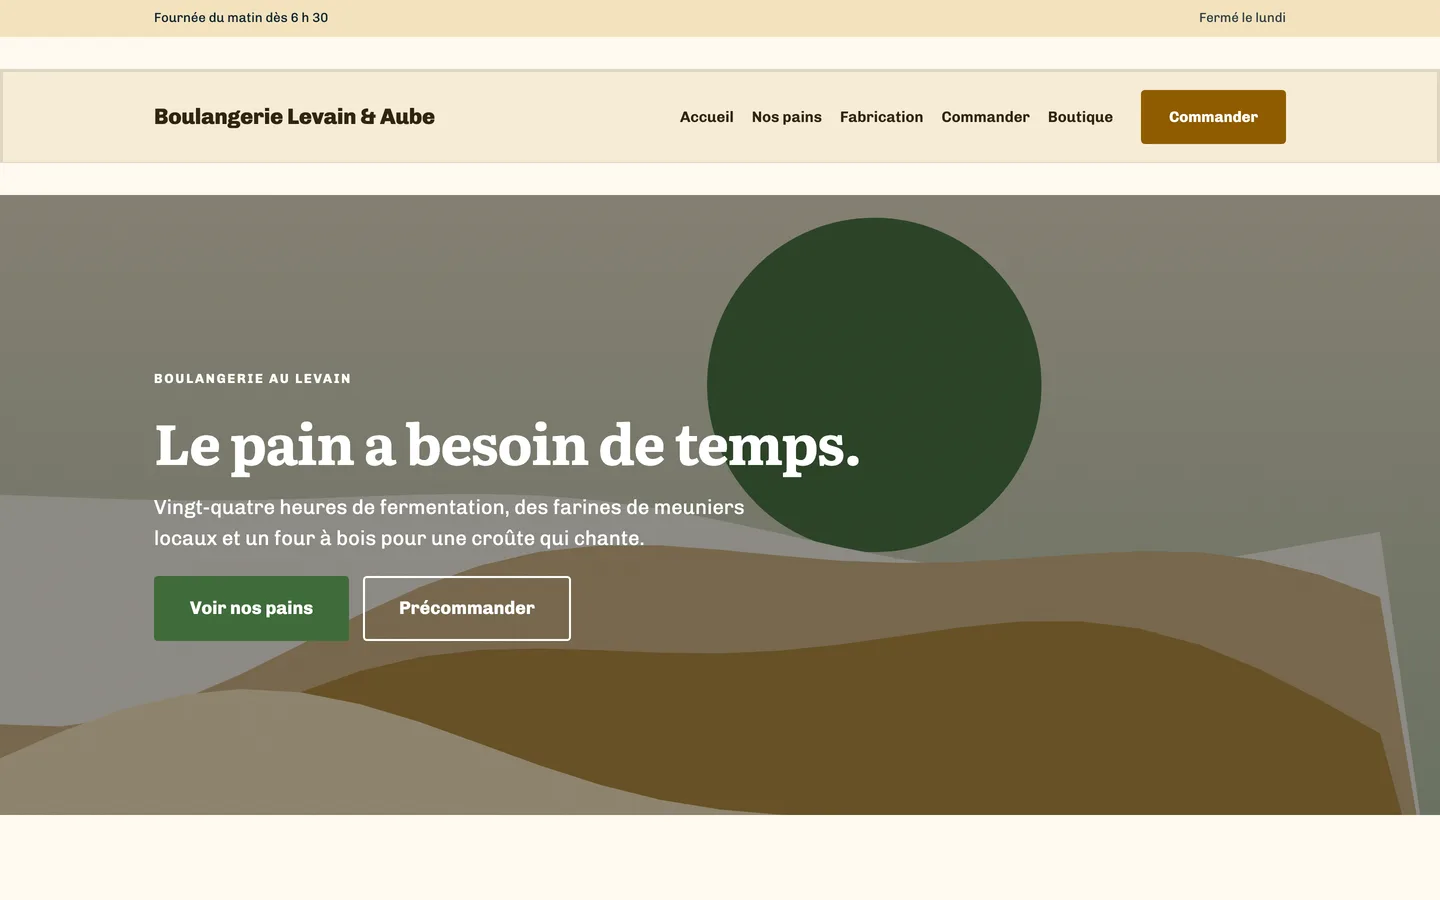 Fournée du matin dès 6 h 30
Fermé le lundi
Boulangerie Levain & Aube
Accueil
Nos pains
Fabrication
Commander
Boutique
Commander
BOULANGERIE AU LEVAIN
Le pain a besoin de temps.
Vingt-quatre heures de fermentation, des farines de meuniers
locaux et un four à bois pour une croûte qui chante.
Voir nos pains
Précommander